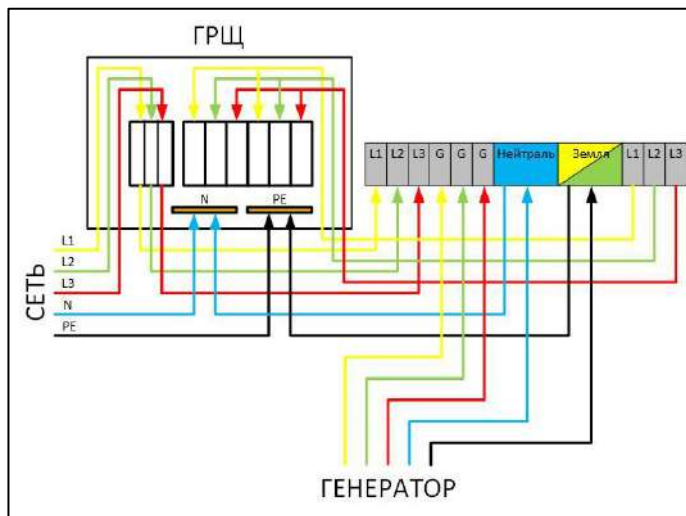 ГРЩ
L1 L2 L3 G G G Нейтраль Земля L1 L2 L3
N PE
L1
L2
L3
N
PE
СЕТЬ
ГЕНЕРАТОР